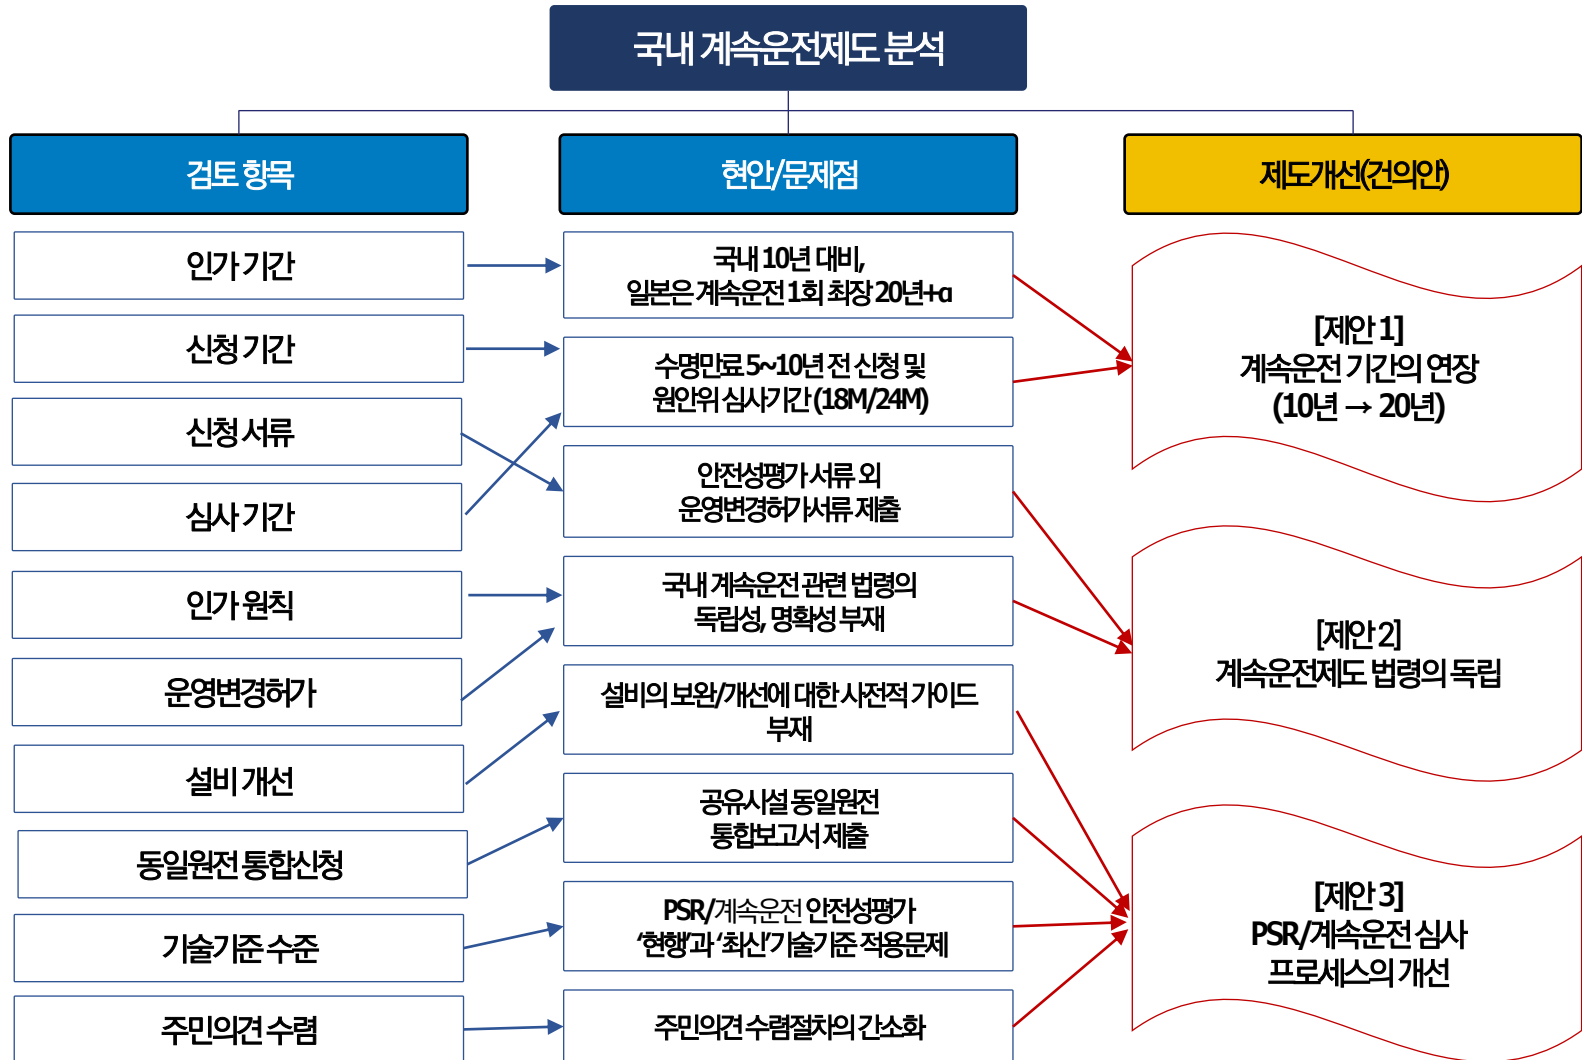 국내 계속운전제도 분석
검토 항목
현안/문제점
제도개선(건의안)
인가 기간
신청 기간
신청 서류
심사 기간
인가 원칙
운영변경허가
설비 개선
동일원전 통합신청
기술기준 수준
주민의견 수렴
국내 10년 대비,
일본은 계속운전 1회 최장 20년+α
수명만료 5~10년 전 신청 및
원안위 심사기간 (18M/24M)
안전성평가 서류 외
운영변경허가서류 제출
국내 계속운전 관련 법령의
독립성, 명확성 부재
설비의 보완/개선에 대한 사전적 가이드
부재
공유시설 동일원전
통합보고서 제출
PSR/계속운전 안전성평가
‘현행’과 ‘최신’ 기술기준 적용문제
주민의견 수렴절차의 간소화
[제안 1]
계속운전 기간의 연장
(10년 → 20년)
[제안 2]
계속운전제도 법령의 독립
[제안 3]
PSR/계속운전 심사
프로세스의 개선